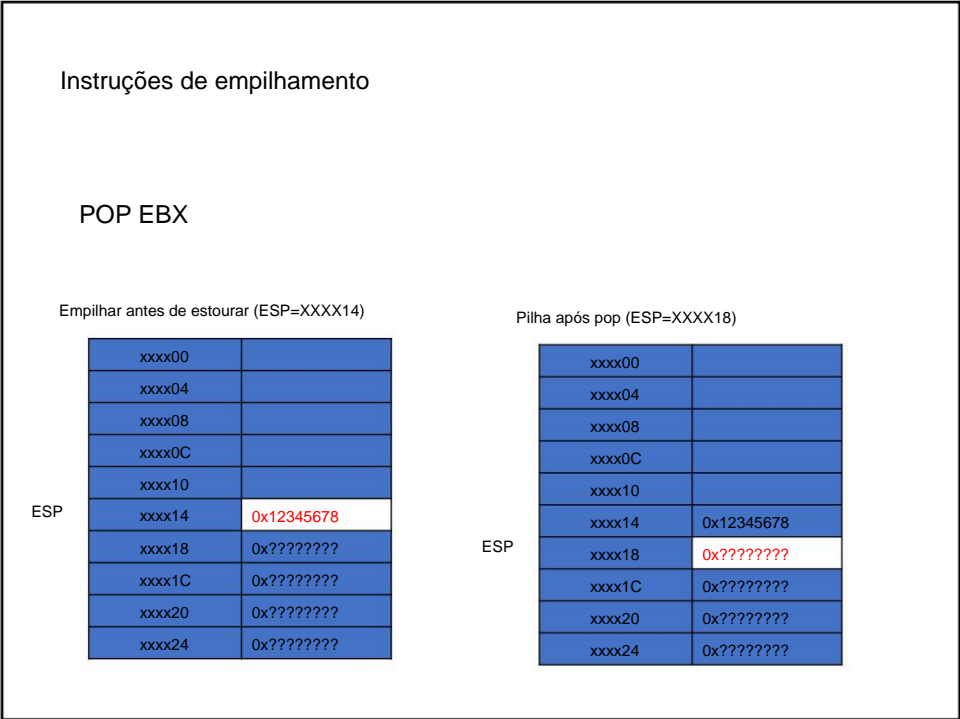 Instruções de empilhamento
POP EBX
Empilhar antes de estourar (ESP=XXXX14)
xxxx00
xxxx04
xxxx08
xxxx0C
xxxx10
ESP xxxx14 0x12345678
xxxx18 0x????????
xxxx1C 0x????????
xxxx20 0x????????
xxxx24 0x????????
Pilha após pop (ESP=XXXX18)
xxxx00
xxxx04
xxxx08
xxxx0C
xxxx10
xxxx14 0x12345678
ESP xxxx18 0x????????
xxxx1C 0x????????
xxxx20 0x????????
xxxx24 0x????????